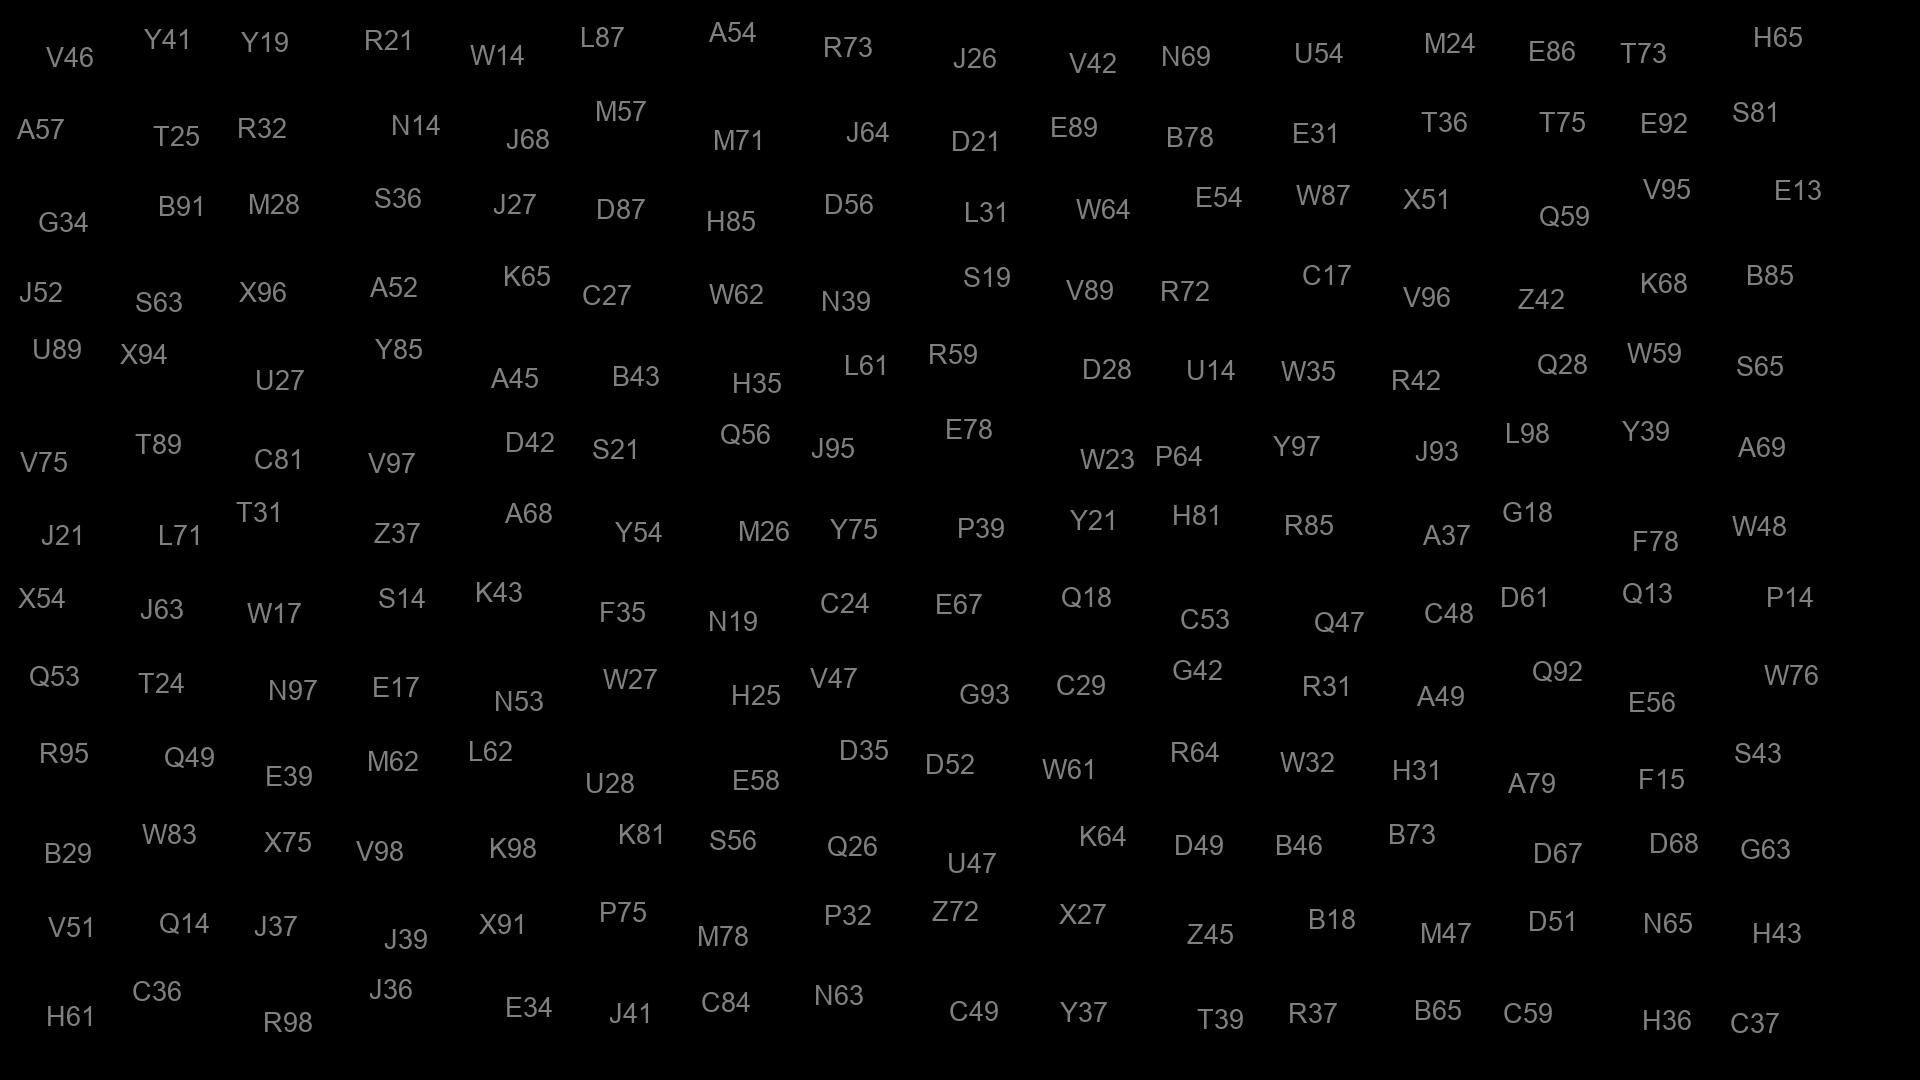 V46 Y41 Y19 R21 W14 L87 A54 R73 J26 V42 N69 U54 M24 E86 T73 H65
A57 T25 R32 N14 J68 M57 M71 J64 D21 E89 B78 E31 T36 T75 E92 S81
G34 B91 M28 S36 J27 D87 H85 D56 L31 W64 E54 W87 X51 Q59 V95 E13
J52 S63 X96 A52 K65 C27 W62 N39 S19 V89 R72 C17 V96 Z42 K68 B85
U89 X94 U27 Y85 A45 B43 H35 L61 R59 D28 U14 W35 R42 Q28 W59 S65
V75 T89 C81 V97 D42 S21 Q56 J95 E78 W23 P64 Y97 J93 L98 Y39 A69
J21 L71 T31 Z37 A68 Y54 M26 Y75 P39 Y21 H81 R85 A37 G18 F78 W48
X54 J63 W17 S14 K43 F35 N19 C24 E67 Q18 C53 Q47 C48 D61 Q13 P14
Q53 T24 N97 E17 N53 W27 H25 V47 G93 C29 G42 R31 A49 Q92 E56 W76
R95 Q49 E39 M62 L62 U28 E58 D35 D52 W61 R64 W32 H31 A79 F15 S43
B29 W83 X75 V98 K98 K81 S56 Q26 U47 K64 D49 B46 B73 D67 D68 G63
V51 Q14 J37 J39 X91 P75 M78 P32 Z72 X27 Z45 B18 M47 D51 N65 H43
H61 C36 R98 J36 E34 J41 C84 N63 C49 Y37 T39 R37 B65 C59 H36 C37